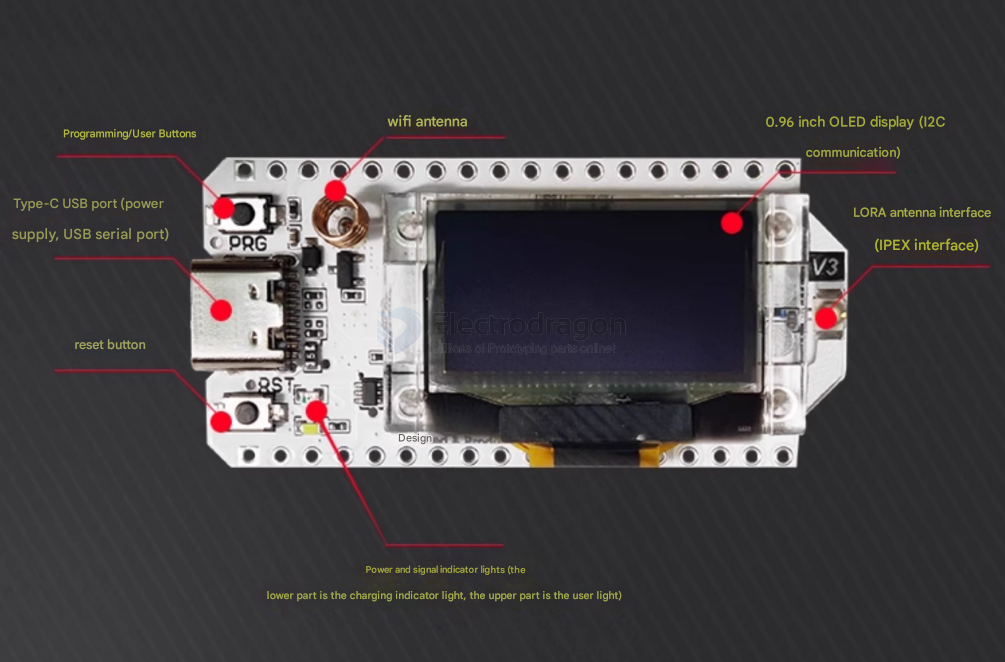 wifi antenna
0.96 inch OLED display (I2C
communication)
Programming/User Buttons
Type-C USB port (power
supply, USB serial port)
LORA antenna interface
(IPEX interface)
PRG
V3
Electrodragon
reset button
RST
Design
Power and signal indicator lights (the
lower part is the charging indicator light, the upper part is the user light)